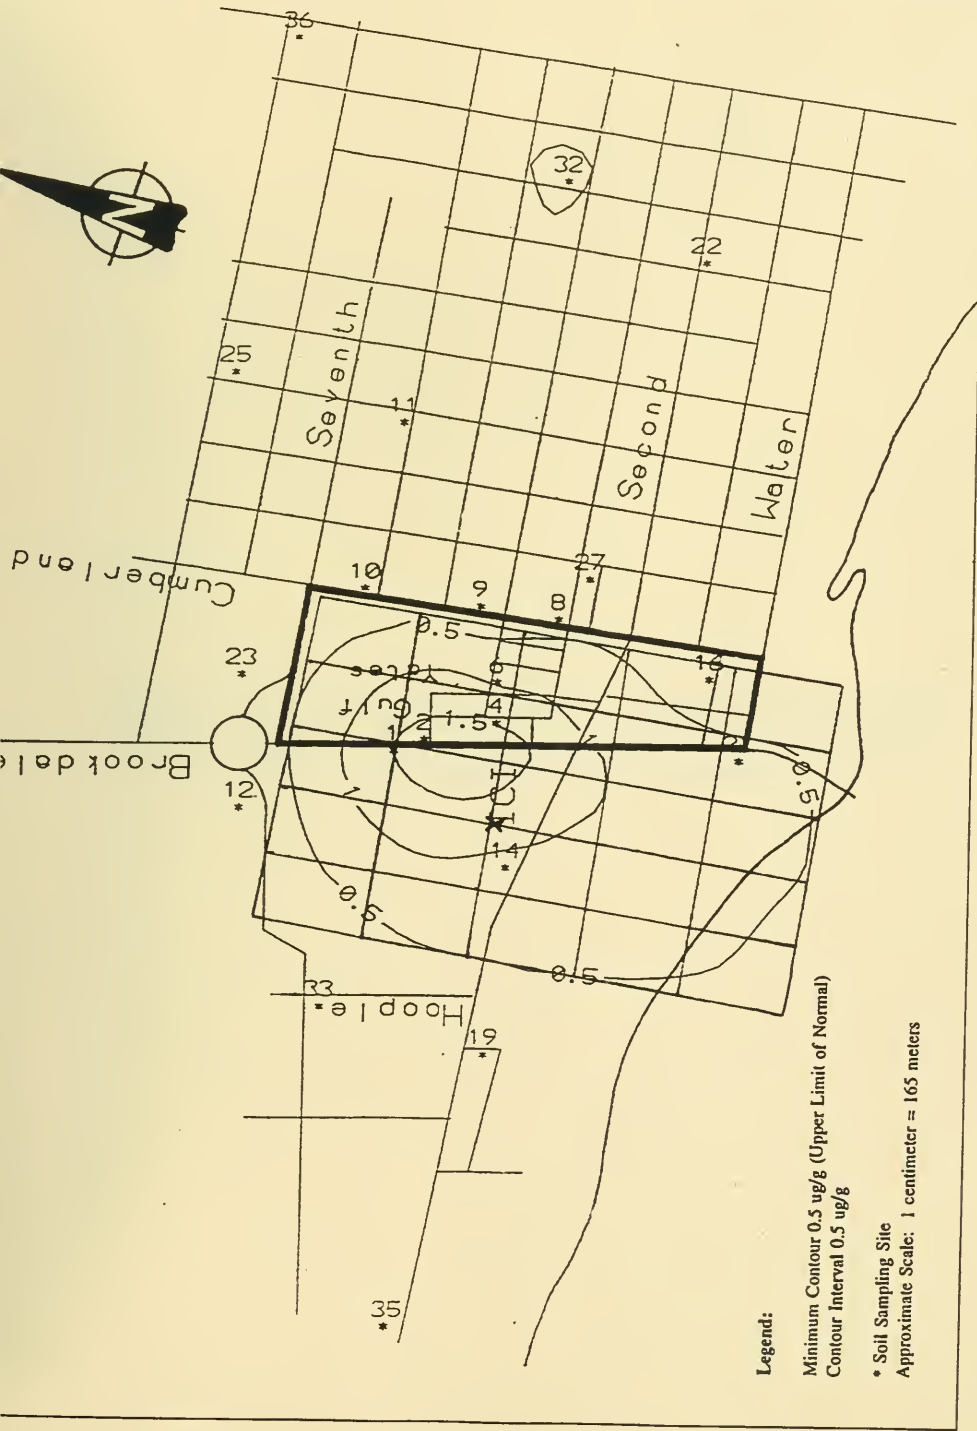 36
N
32
22
Seventh
25
11
Second
Water
Cumberland
10
27
9
8
0.5
23
16
Yates
6
Gulf
4
1.5
2
1
Brookdale
1
ICI
12
1
0.5
X
14
0.5
0.5
33
Hoople
19
35
Legend:
Minimum Contour 0.5 ug/g (Upper Limit of Normal)
Contour Interval 0.5 ug/g
* Soil Sampling Site
Approximate Scale: 1 centimeter = 165 meters